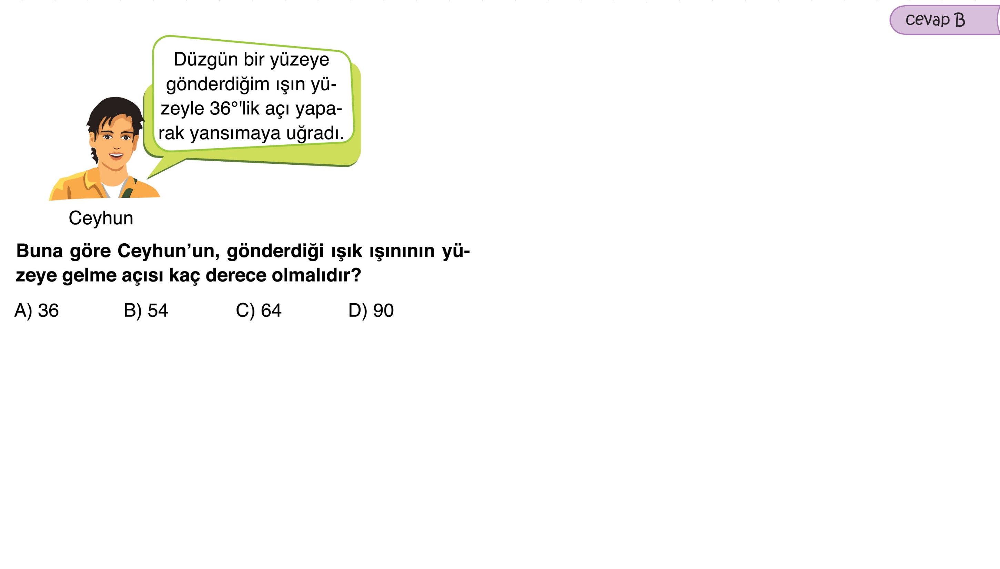 cevap B
Düzgün bir yüzeye
gönderdiğim ışın yü-
zeyle 36°'lik açı yapa-
rak yansımaya uğradı.
Ceyhun
Buna göre Ceyhun’un, gönderdiği ışık ışınının yü-
zeye gelme açısı kaç derece olmalıdır?
A) 36 B) 54 C) 64 D) 90